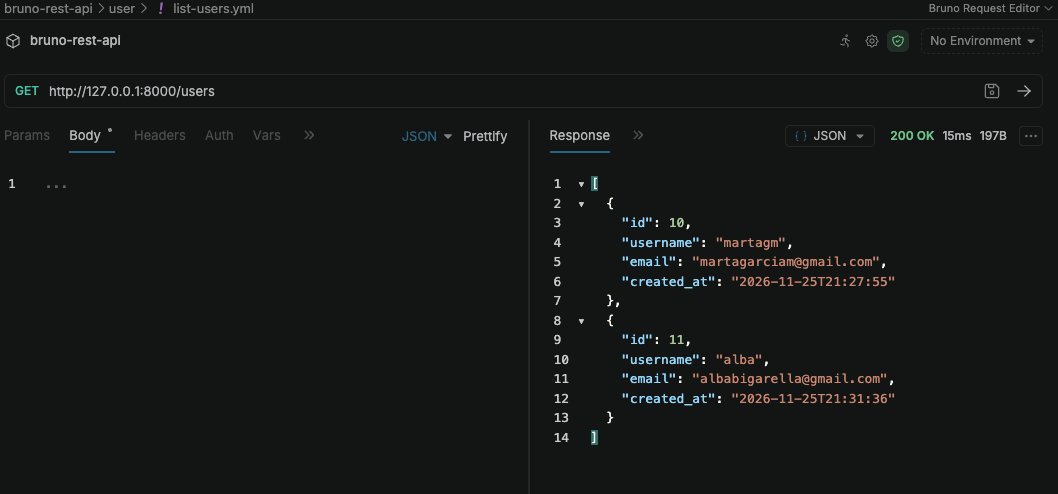 bruno-rest-api > user > ! list-users.yml
Bruno Request Editor
bruno-rest-api
No Environment
GET http://127.0.0.1:8000/users
Params Body Headers Auth Vars >> JSON Prettify
1 ...
Response >> {} JSON 200 OK 15ms 197B ...
1 [
2 {
3 "id": 10,
4 "username": "martagm",
5 "email": "martagarciam@gmail.com",
6 "created_at": "2026-11-25T21:27:55"
7 },
8 {
9 "id": 11,
10 "username": "alba",
11 "email": "albabigarella@gmail.com",
12 "created_at": "2026-11-25T21:31:36"
13 }
14 ]